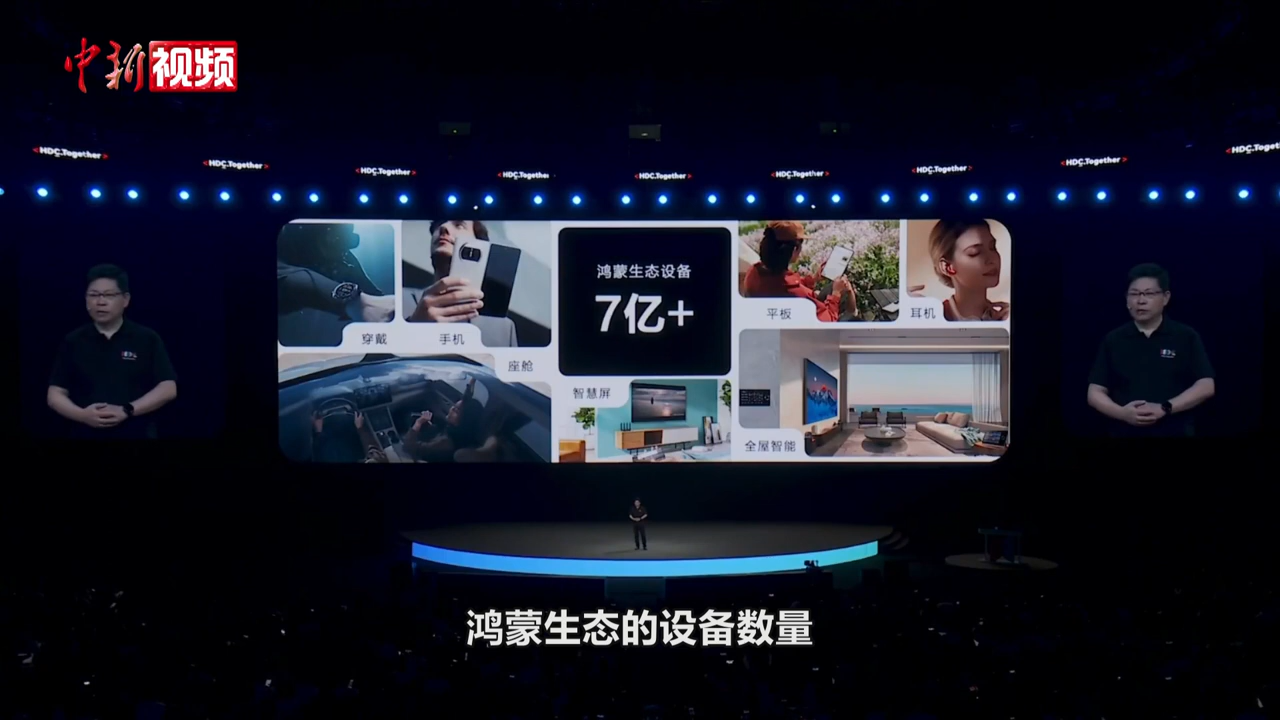 中新视频
<HDC.Together>
<HDC.Together>
<HDC.Together>
<HDC.Together>
<HDC.Together>
<HDC.Together>
<HDC.Together>
<HDC.Together>
<HDC.Toget
鸿蒙生态设备
7亿+
穿戴
手机
座舱
智慧屏
平板
耳机
全屋智能
鸿蒙生态的设备数量